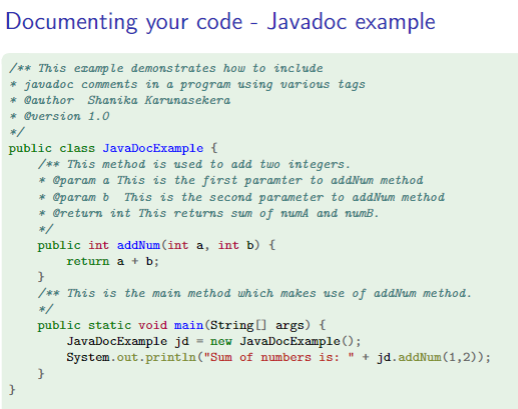 Documenting your code - Javadoc example
/** This example demonstrates how to include
* javadoc comments in a program using various tags
* @author  Shanika Karunasekera
* @version 1.0
*/
public class JavaDocExample {
    /** This method is used to add two integers.
    * @param a This is the first paramter to addNum method
    * @param b  This is the second parameter to addNum method
    * @return int This returns sum of numA and numB.
    */
    public int addNum(int a, int b) {
        return a + b;
    }
    /** This is the main method which makes use of addNum method.
    */
    public static void main(String[] args) {
        JavaDocExample jd = new JavaDocExample();
        System.out.println("Sum of numbers is: " + jd.addNum(1,2));
    }
}